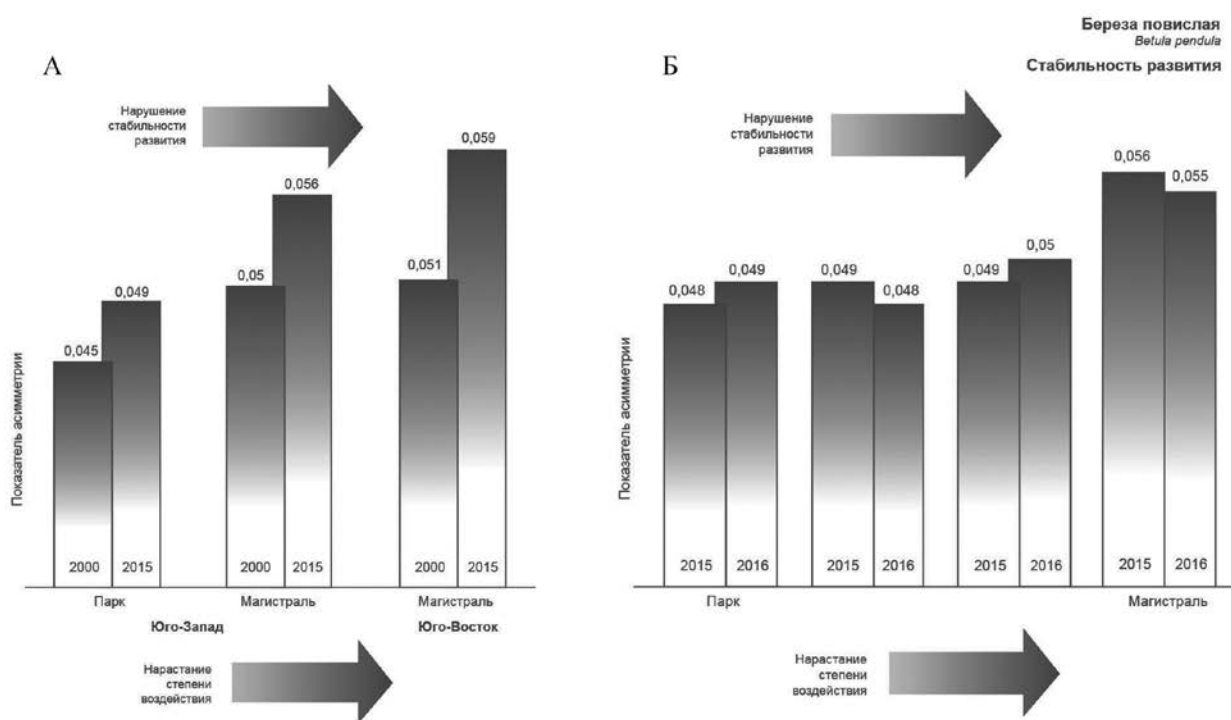 Береза повислая
Betula pendula
Стабильность развития
А
Нарушение
стабильности
развития
0,045
0,049
0,05
0,056
0,051
0,059
Показатель асимметрии
2000
2015
2000
2015
2000
2015
Парк
Магистраль
Магистраль
Юго-Запад
Юго-Восток
Нарастание
степени
воздействия
Б
Нарушение
стабильности
развития
0,048
0,049
0,049
0,048
0,049
0,05
0,056
0,055
Показатель асимметрии
2015
2016
2015
2016
2015
2016
2015
2016
Парк
Магистраль
Нарастание
степени
воздействия